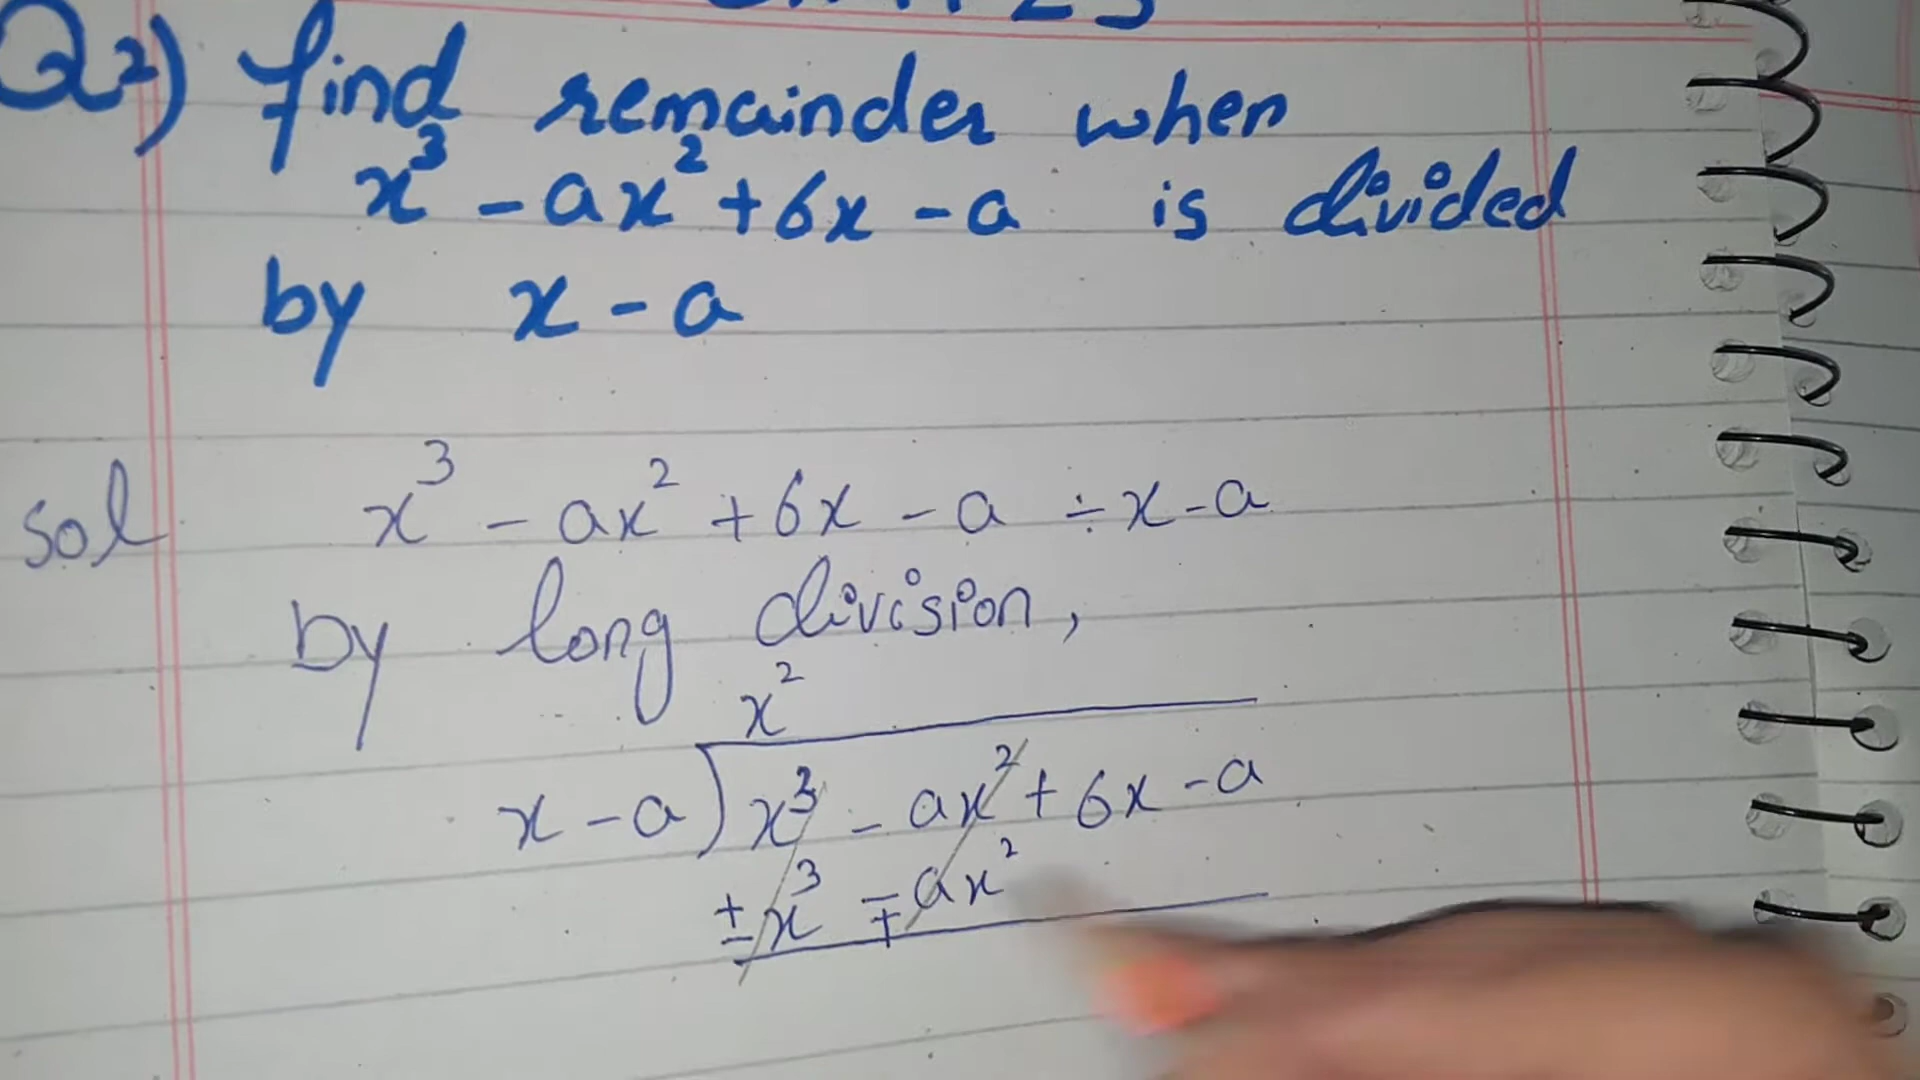 Q2) find remainder when
x³ - ax² + 6x - a is divided
by x - a
Sol x³ - ax² + 6x - a ÷ x - a
by long division,
x²
x - a ) x³ - ax² + 6x - a
± x³ ∓ ax²